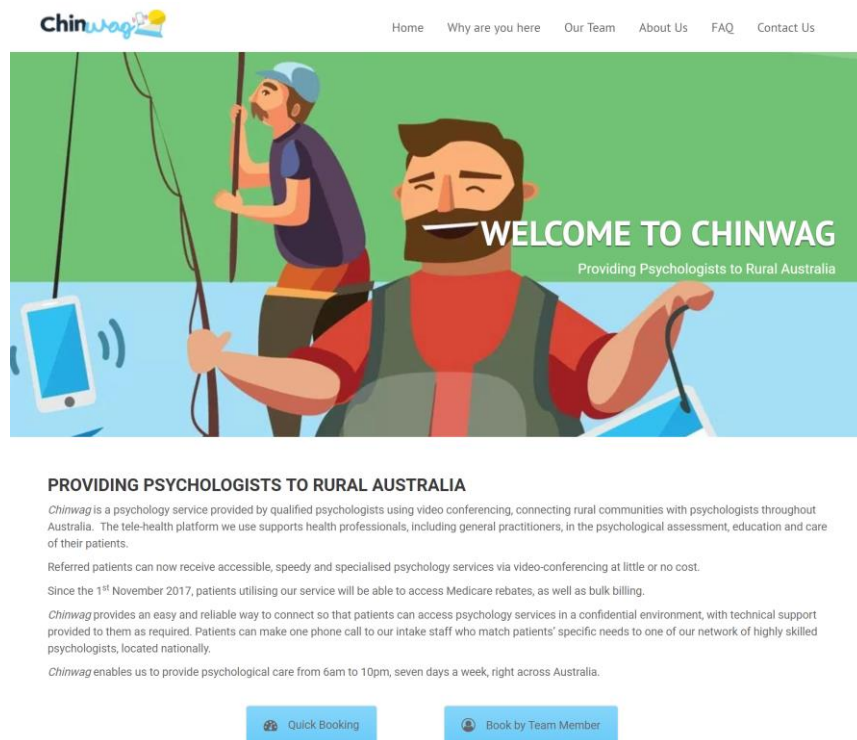 Chinwag
Home Why are you here Our Team About Us FAQ Contact Us
WELCOME TO CHINWAG
Providing Psychologists to Rural Australia
PROVIDING PSYCHOLOGISTS TO RURAL AUSTRALIA
Chinwag is a psychology service provided by qualified psychologists using video conferencing, connecting rural communities with psychologists throughout
Australia. The tele-health platform we use supports health professionals, including general practitioners, in the psychological assessment, education and care
of their patients.
Referred patients can now receive accessible, speedy and specialised psychology services via video-conferencing at little or no cost.
Since the 1st November 2017, patients utilising our service will be able to access Medicare rebates, as well as bulk billing.
Chinwag provides an easy and reliable way to connect so that patients can access psychology services in a confidential environment, with technical support
provided to them as required. Patients can make one phone call to our intake staff who match patients' specific needs to one of our network of highly skilled
psychologists, located nationally.
Chinwag enables us to provide psychological care from 6am to 10pm, seven days a week, right across Australia.
Quick Booking Book by Team Member